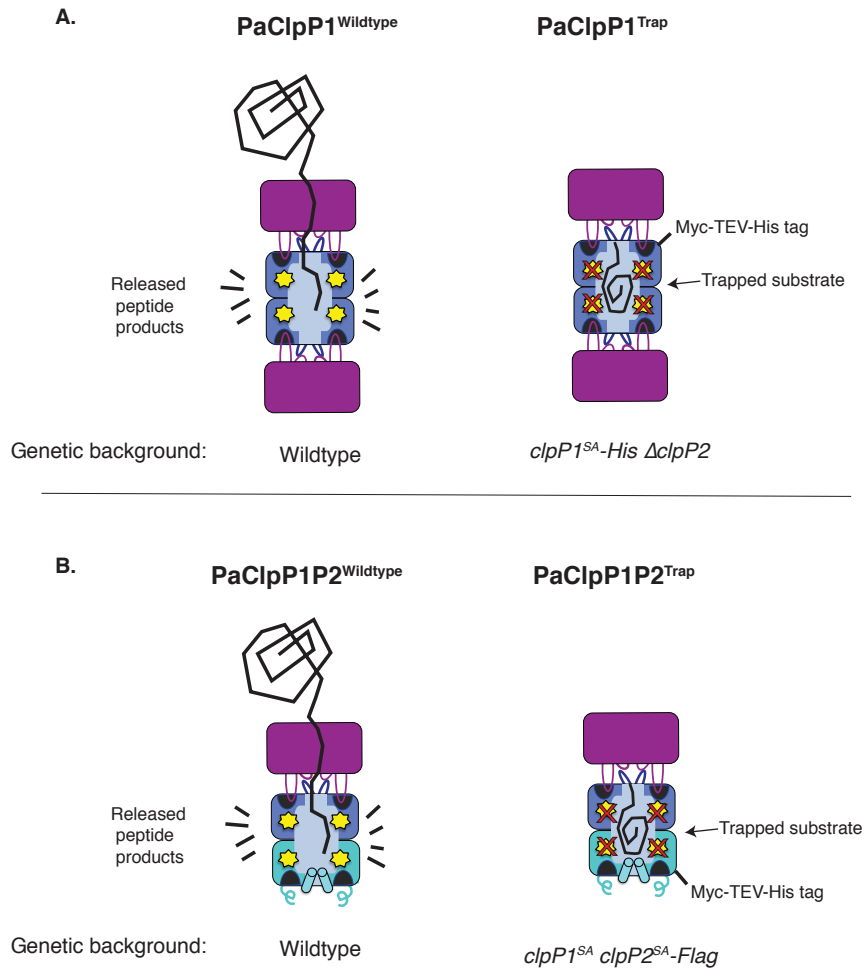 A.
PaClpP1Wildtype
PaClpP1Trap
Myc-TEV-His tag
Released
peptide
products
Trapped substrate
Genetic background:
Wildtype
clpP1SA-His ΔclpP2
B.
PaClpP1P2Wildtype
PaClpP1P2Trap
Released
peptide
products
Trapped substrate
Myc-TEV-His tag
Genetic background:
Wildtype
clpP1SA clpP2SA-Flag